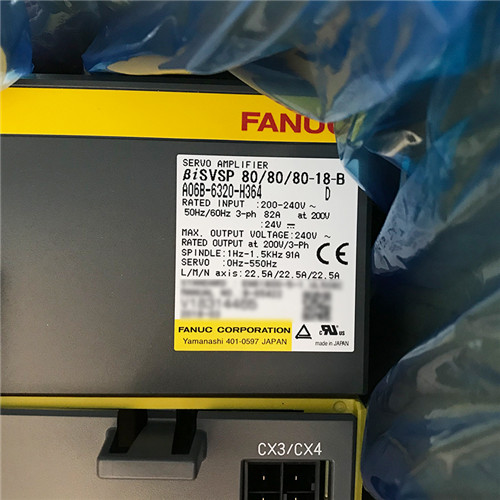 FANUC
SERVO AMPLIFIER
βiSVSP 80/80/80-18-B
A06B-6320-H364 D
RATED INPUT :200-240V ~
50Hz/60Hz 3-ph 82A at 200V
:24V ⎓
MAX. OUTPUT VOLTAGE:240V ~
RATED OUTPUT at 200V/3-Ph
SPINDLE:1Hz-1.5KHz 91A
SERVO :0Hz-550Hz
L/M/N axis:22.5A/22.5A/22.5A
CE
FANUC CORPORATION
Yamanashi 401-0597 JAPAN
made in JAPAN
CX3/CX4